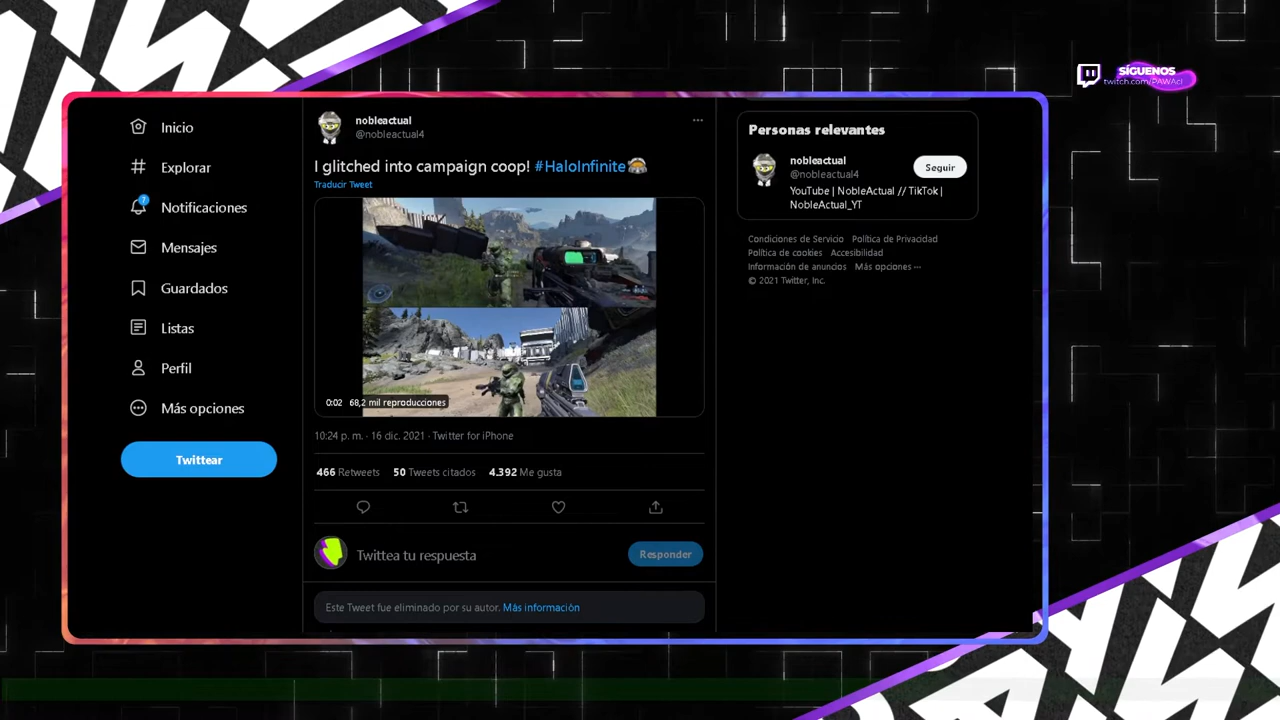 SÍGUENOS
twitch.com/PAWAcl
Inicio
Explorar
7
Notificaciones
Mensajes
Guardados
Listas
Perfil
Más opciones
Twittear
nobleactual
@nobleactual4
I glitched into campaign coop! #HaloInfinite
Traducir Tweet
0:02 68,2 mil reproducciones
10:24 p. m. · 16 dic. 2021 · Twitter for iPhone
466 Retweets 50 Tweets citados 4.392 Me gusta
Twittea tu respuesta
Responder
Este Tweet fue eliminado por su autor. Más información
Personas relevantes
nobleactual
@nobleactual4
Seguir
YouTube | NobleActual // TikTok |
NobleActual_YT
Condiciones de Servicio Política de Privacidad
Política de cookies Accesibilidad
Información de anuncios Más opciones ···
© 2021 Twitter, Inc.